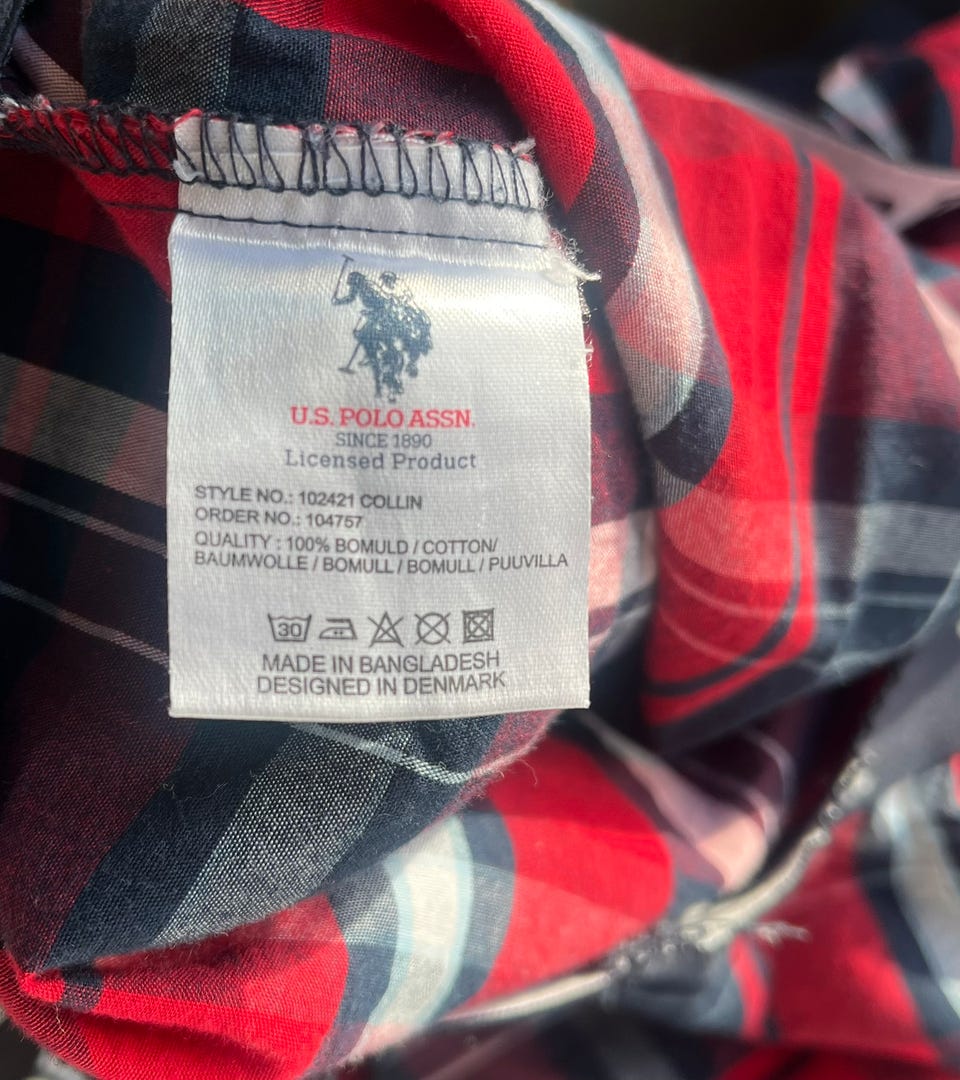 U.S. POLO ASSN.
SINCE 1890
Licensed Product
STYLE NO.: 102421 COLLIN
ORDER NO.: 104757
QUALITY : 100% BOMULD / COTTON/
BAUMWOLLE / BOMULL / BOMULL / PUUVILLA
30
MADE IN BANGLADESH
DESIGNED IN DENMARK